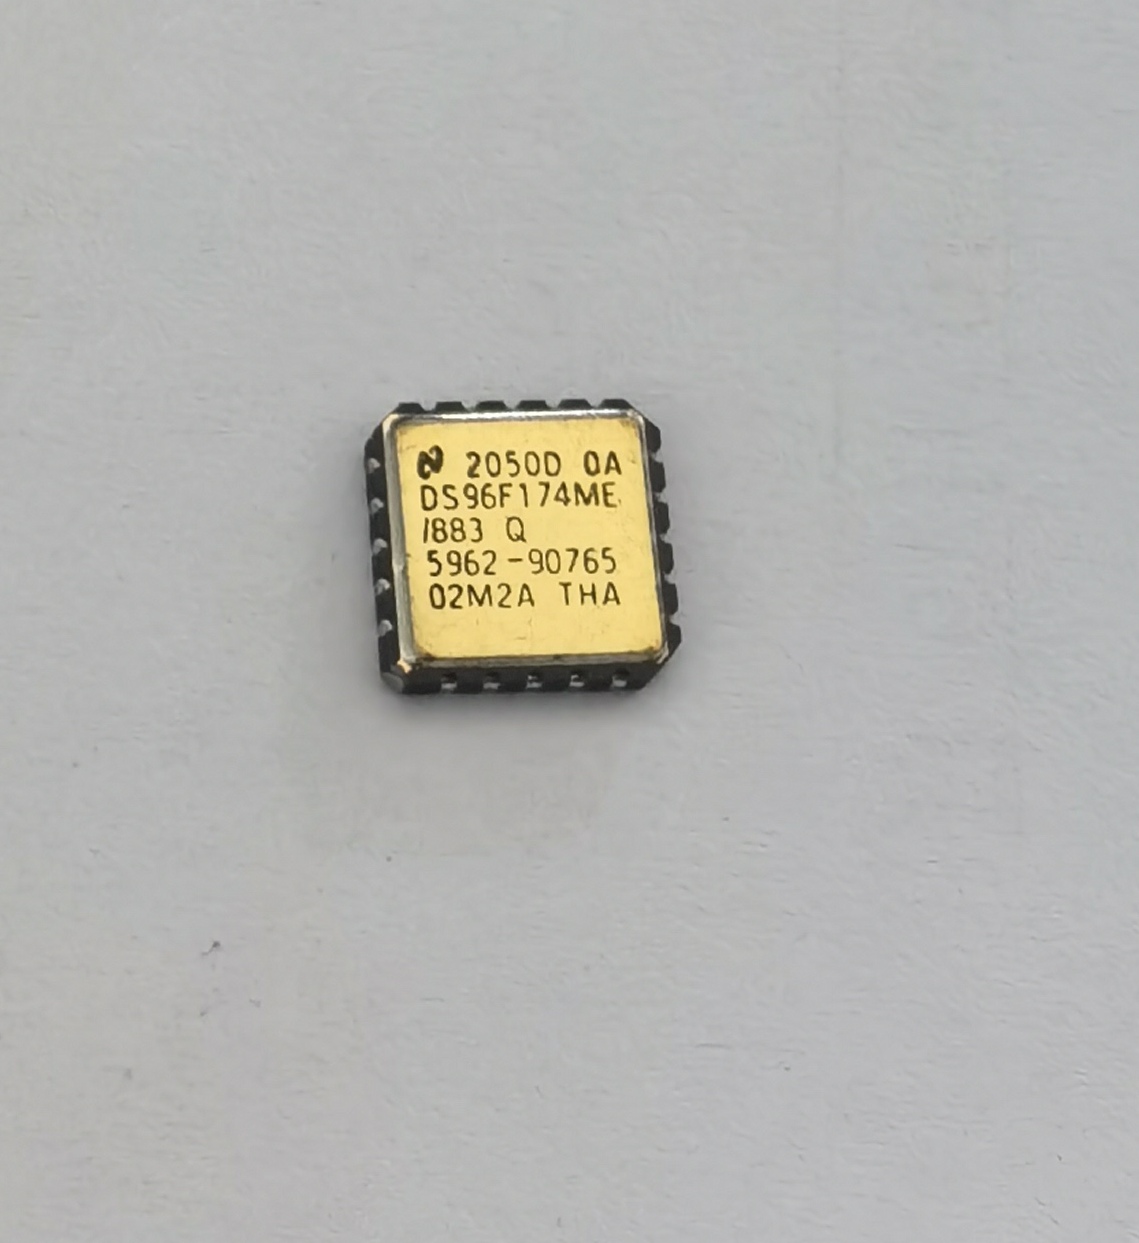 2050D 0A
DS96F174ME
/883 Q
5962-90765
02M2A THA